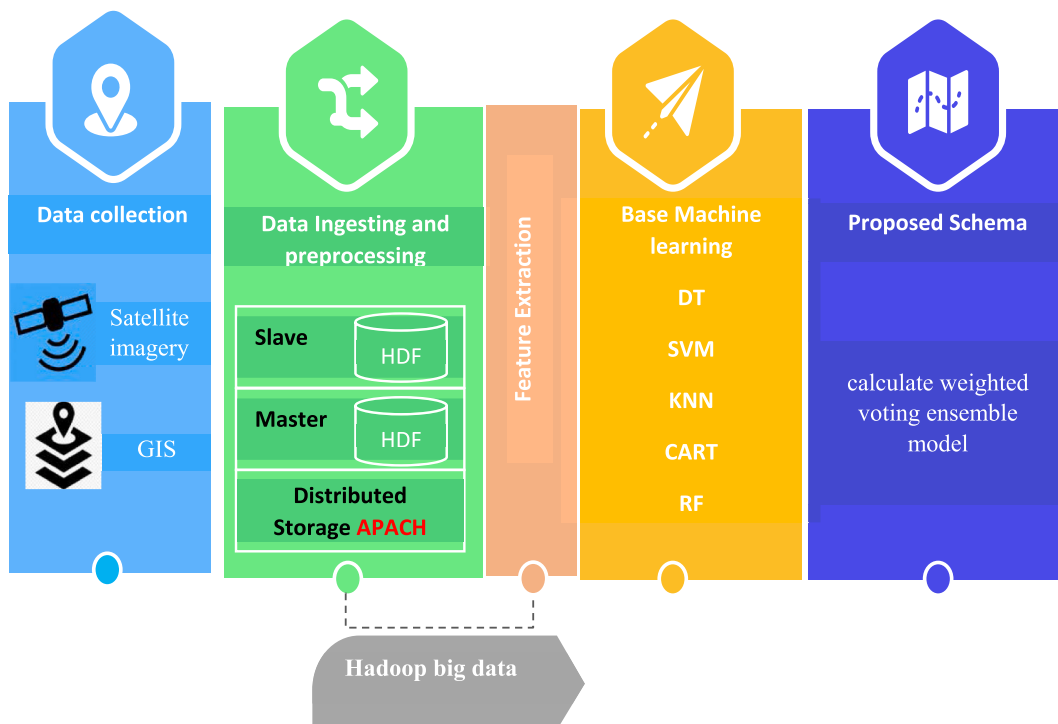 Data collection
Satellite
imagery
GIS
Data Ingesting and
preprocessing
Slave
HDF
Master
HDF
Distributed
Storage APACH
Feature Extraction
Base Machine
learning
DT
SVM
KNN
CART
RF
Proposed Schema
calculate weighted
voting ensemble
model
Hadoop big data